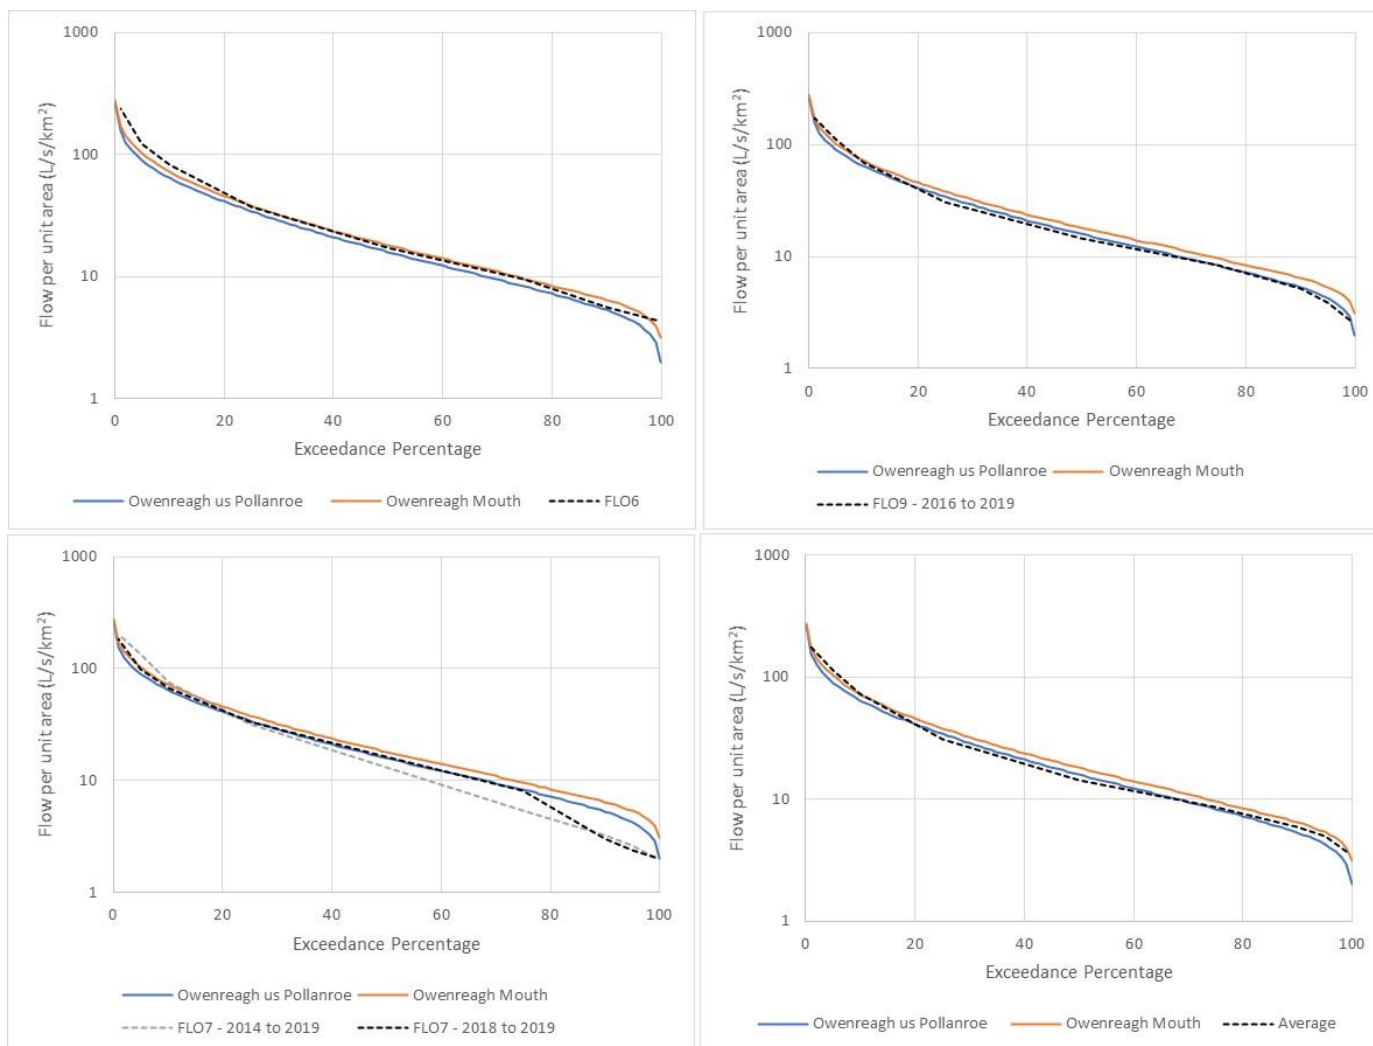 1000
100
10
1
Flow per unit area (L/s/km²)
0 20 40 60 80 100
Exceedance Percentage
Owenreagh us Pollanroe Owenreagh Mouth FLO6
1000
100
10
1
Flow per unit area (L/s/km²)
0 20 40 60 80 100
Exceedance Percentage
Owenreagh us Pollanroe Owenreagh Mouth
FLO9 - 2016 to 2019
1000
100
10
1
Flow per unit area (L/s/km²)
0 20 40 60 80 100
Exceedance Percentage
Owenreagh us Pollanroe Owenreagh Mouth
FLO7 - 2014 to 2019 FLO7 - 2018 to 2019
1000
100
10
1
Flow per unit area (L/s/km²)
0 20 40 60 80 100
Exceedance Percentage
Owenreagh us Pollanroe Owenreagh Mouth Average